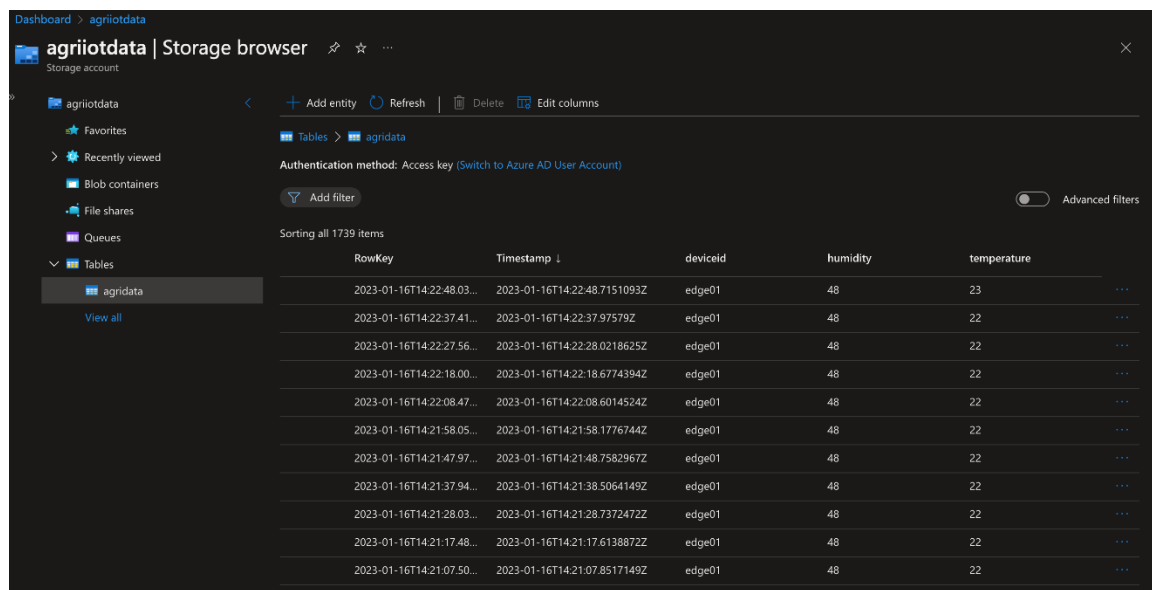 Dashboard > agriiotdata
agriiotdata | Storage browser ...
Storage account
»
agriiotdata
Favorites
Recently viewed
Blob containers
File shares
Queues
Tables
agridata
View all
Add entity Refresh | Delete Edit columns
Tables > agridata
Authentication method: Access key (Switch to Azure AD User Account)
Add filter Advanced filters
Sorting all 1739 items
RowKey Timestamp ↓ deviceid humidity temperature
2023-01-16T14:22:48.03... 2023-01-16T14:22:48.7151093Z edge01 48 23 ...
2023-01-16T14:22:37.41... 2023-01-16T14:22:37.97579Z edge01 48 22 ...
2023-01-16T14:22:27.56... 2023-01-16T14:22:28.0218625Z edge01 48 22 ...
2023-01-16T14:22:18.00... 2023-01-16T14:22:18.6774394Z edge01 48 22 ...
2023-01-16T14:22:08.47... 2023-01-16T14:22:08.6014524Z edge01 48 22 ...
2023-01-16T14:21:58.05... 2023-01-16T14:21:58.1776744Z edge01 48 22 ...
2023-01-16T14:21:47.97... 2023-01-16T14:21:48.7582967Z edge01 48 22 ...
2023-01-16T14:21:37.94... 2023-01-16T14:21:38.5064149Z edge01 48 22 ...
2023-01-16T14:21:28.03... 2023-01-16T14:21:28.7372472Z edge01 48 22 ...
2023-01-16T14:21:17.48... 2023-01-16T14:21:17.6138872Z edge01 48 22 ...
2023-01-16T14:21:07.50... 2023-01-16T14:21:07.8517149Z edge01 48 22 ...